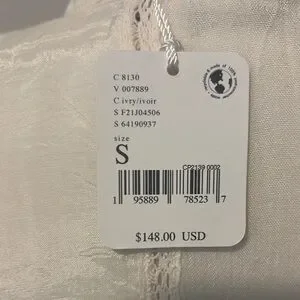 C 8130
V 007889
C ivry/ivoir
S F21J04506
S 64190937
size
S
CP2139 0002
1 95889 78523 7
$148.00 USD